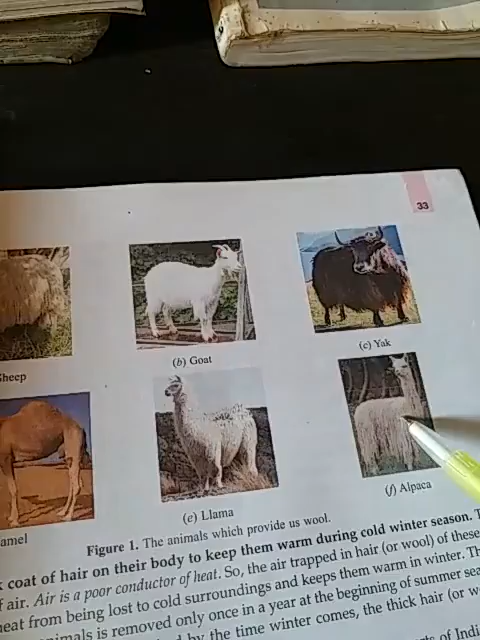 33
Sheep
(b) Goat
(c) Yak
amel
(e) Llama
(f) Alpaca
Figure 1. The animals which provide us wool.
coat of hair on their body to keep them warm during cold winter season.
f air. Air is a poor conductor of heat. So, the air trapped in hair (or wool) of these
eat from being lost to cold surroundings and keeps them warm in winter. Th
nimals is removed only once in a year at the beginning of summer sea
by the time winter comes, the thick hair (or w
of Indi